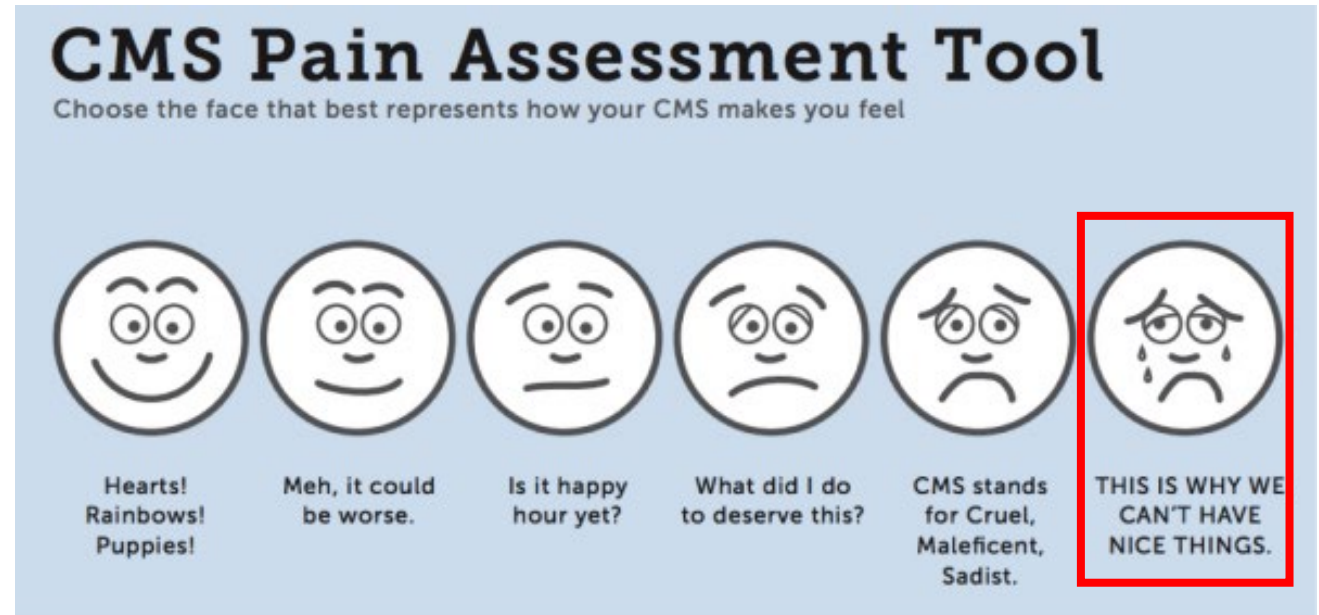 CMS Pain Assessment Tool
Choose the face that best represents how your CMS makes you feel
Hearts!
Rainbows!
Puppies!
Meh, it could
be worse.
Is it happy
hour yet?
What did I do
to deserve this?
CMS stands
for Cruel,
Maleficent,
Sadist.
THIS IS WHY WE
CAN'T HAVE
NICE THINGS.